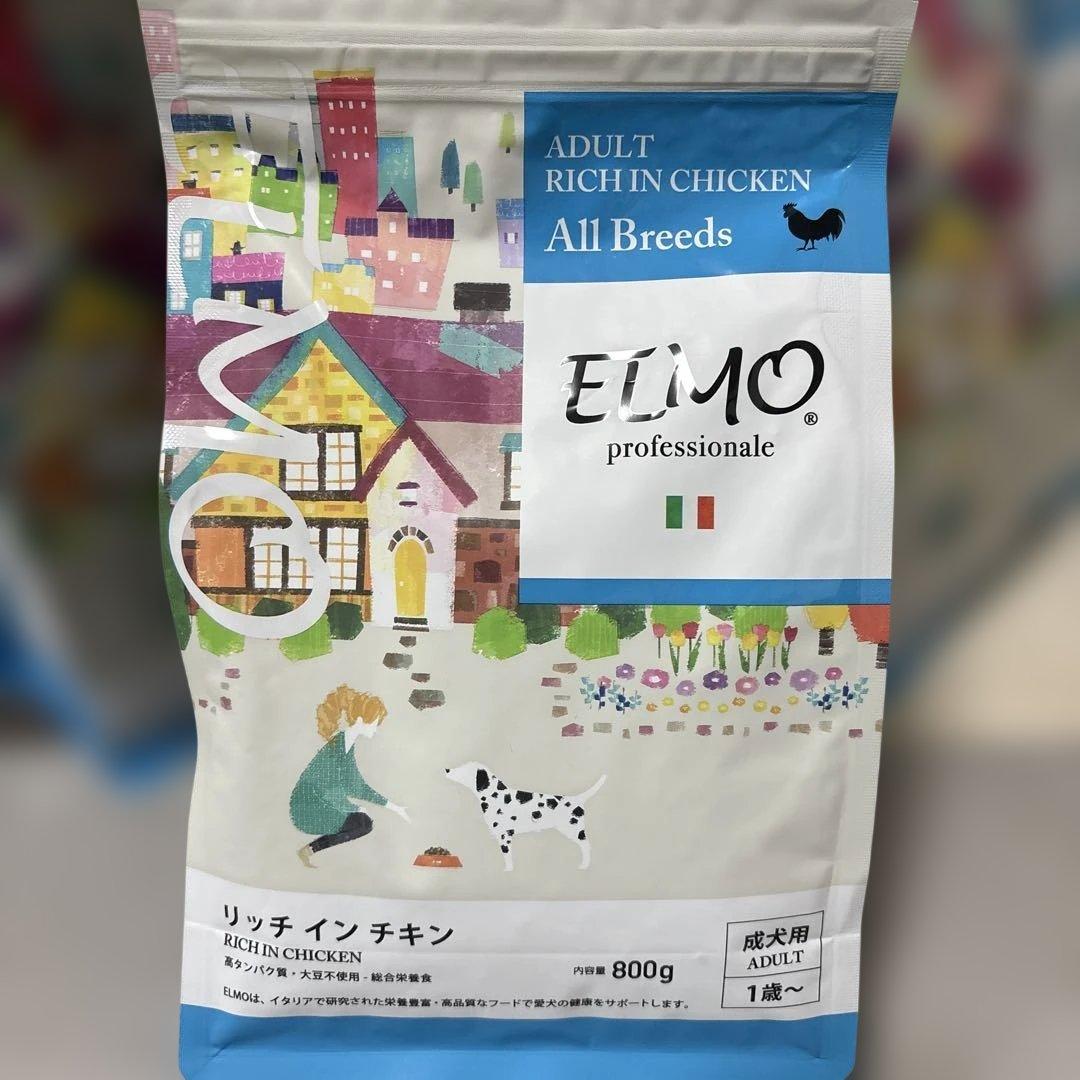 ELMO
ADULT
RICH IN CHICKEN
All Breeds
ELMO®
professionale
リッチ イン チキン
RICH IN CHICKEN
高タンパク質・大豆不使用 - 総合栄養食
内容量 800g
ELMOは、イタリアで研究された栄養豊富・高品質なフードで愛犬の健康をサポートします。
成犬用
ADULT
1歳～